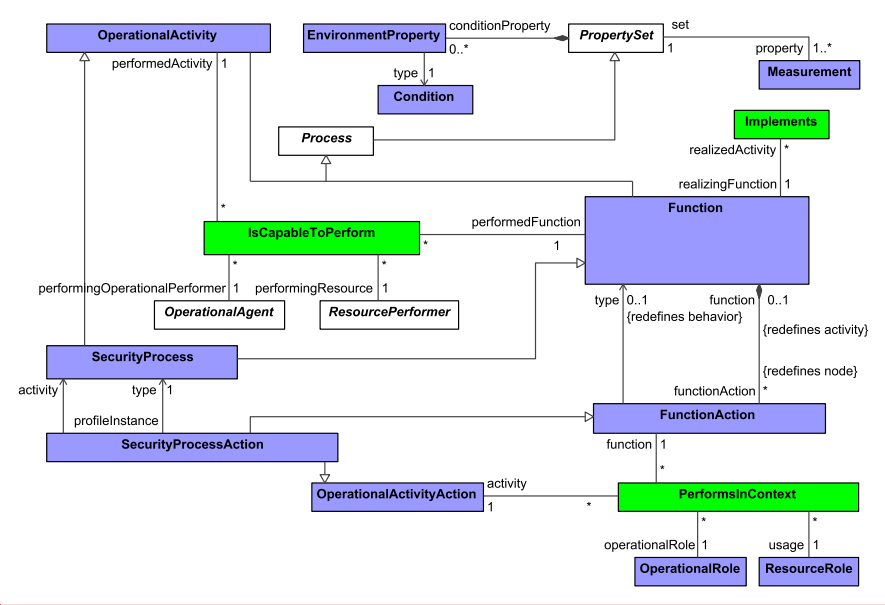 OperationalActivity
EnvironmentProperty
conditionProperty
0..*
PropertySet
set
1
property
1..*
Measurement
performedActivity
1
type
1
Condition
Process
Implements
realizedActivity
*
realizingFunction
1
Function
*
IsCapableToPerform
performedFunction
*
1
*
*
performingOperationalPerformer
1
performingResource
1
OperationalAgent
ResourcePerformer
type
0..1
{redefines behavior}
function
0..1
{redefines activity}
{redefines node}
functionAction
*
SecurityProcess
activity
type
1
profileInstance
SecurityProcessAction
FunctionAction
function
1
*
OperationalActivityAction
activity
1
*
PerformsInContext
*
*
operationalRole
1
usage
1
OperationalRole
ResourceRole